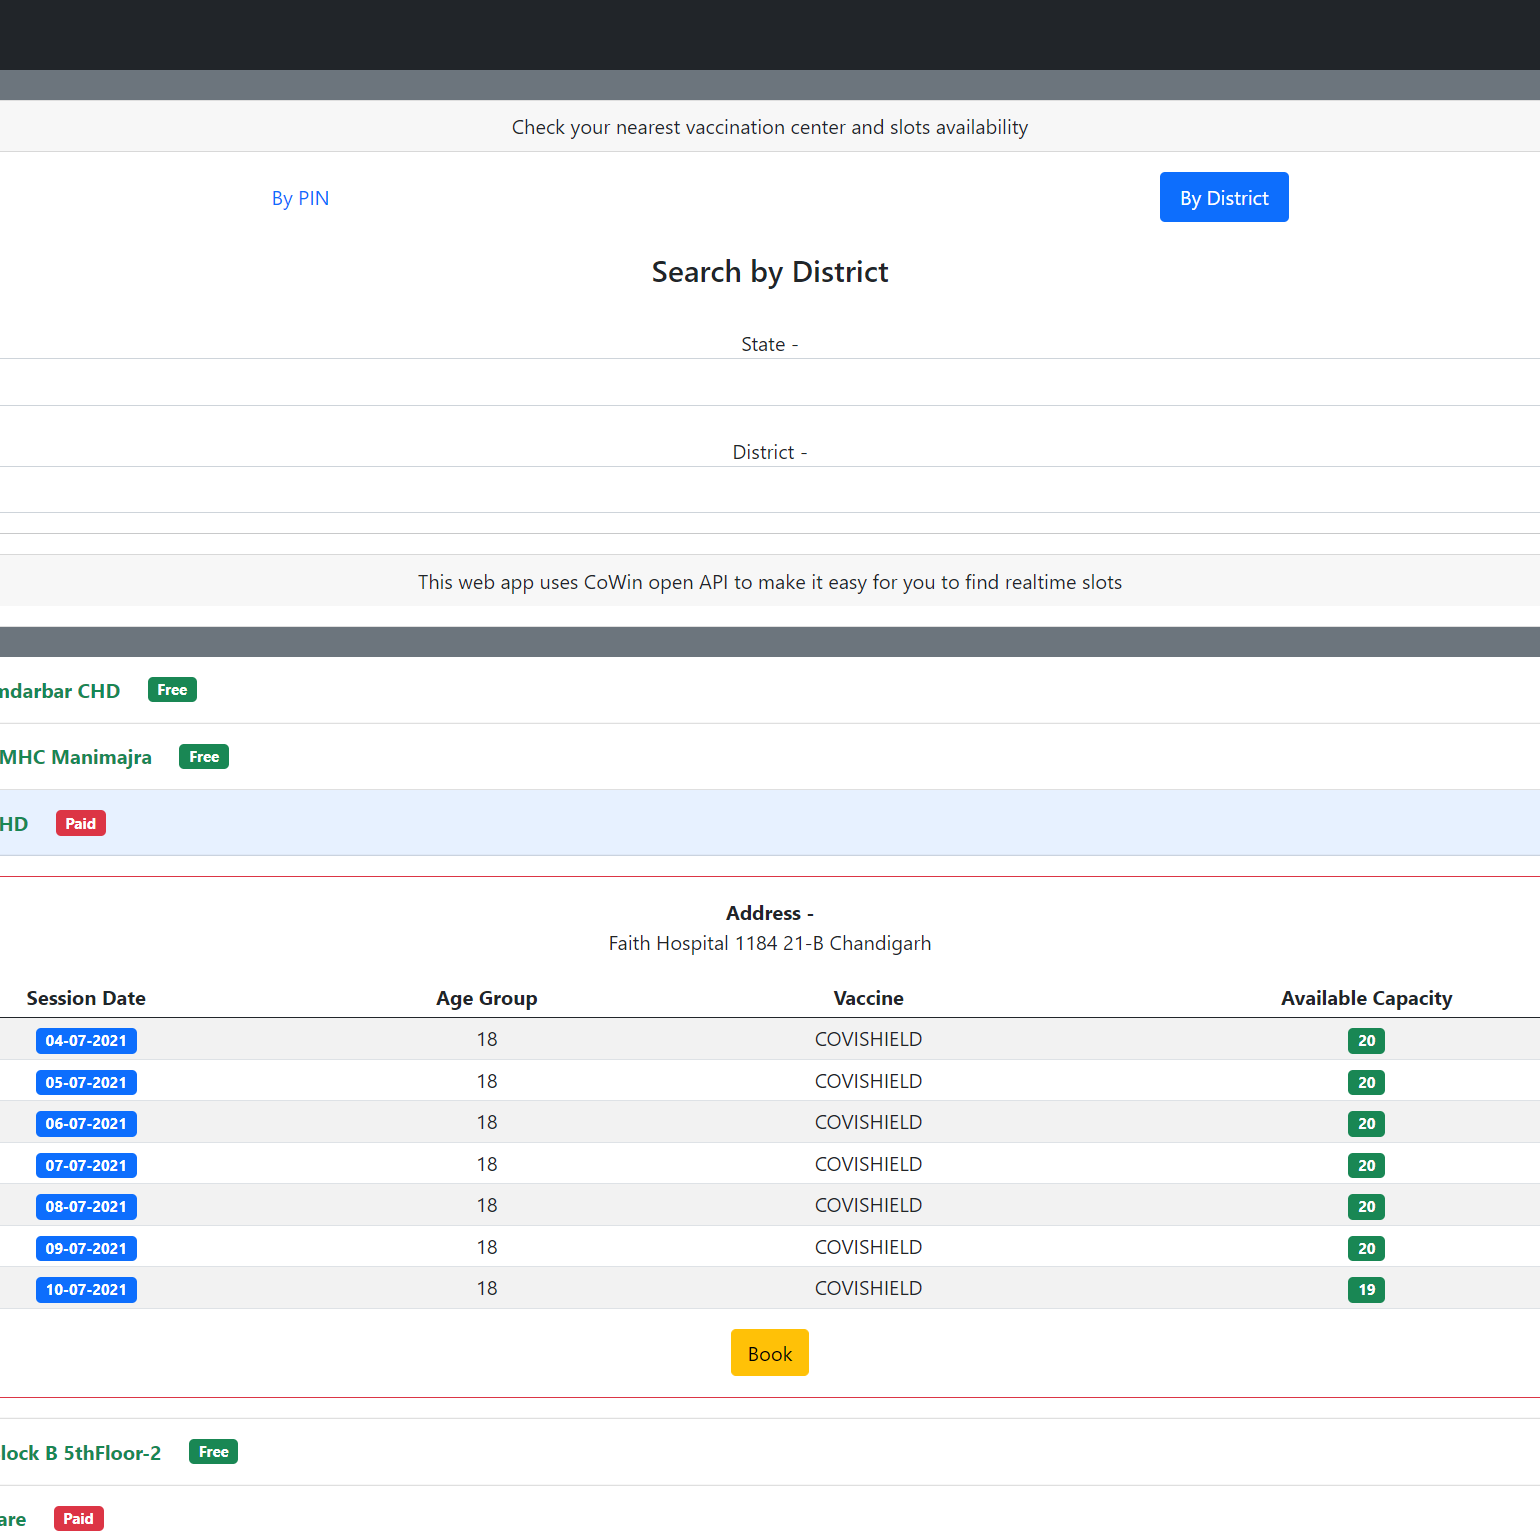 Check your nearest vaccination center and slots availability
By PIN By District
Search by District
State -
District -
This web app uses CoWin open API to make it easy for you to find realtime slots
CHD Free
MHC Manimajra Free
HD Paid
Address -
Faith Hospital 1184 21-B Chandigarh
Session Date Age Group Vaccine Available Capacity
04-07-2021 18 COVISHIELD 20
05-07-2021 18 COVISHIELD 20
06-07-2021 18 COVISHIELD 20
07-07-2021 18 COVISHIELD 20
08-07-2021 18 COVISHIELD 20
09-07-2021 18 COVISHIELD 20
10-07-2021 18 COVISHIELD 19
Book
lock B 5thFloor-2 Free
are Paid